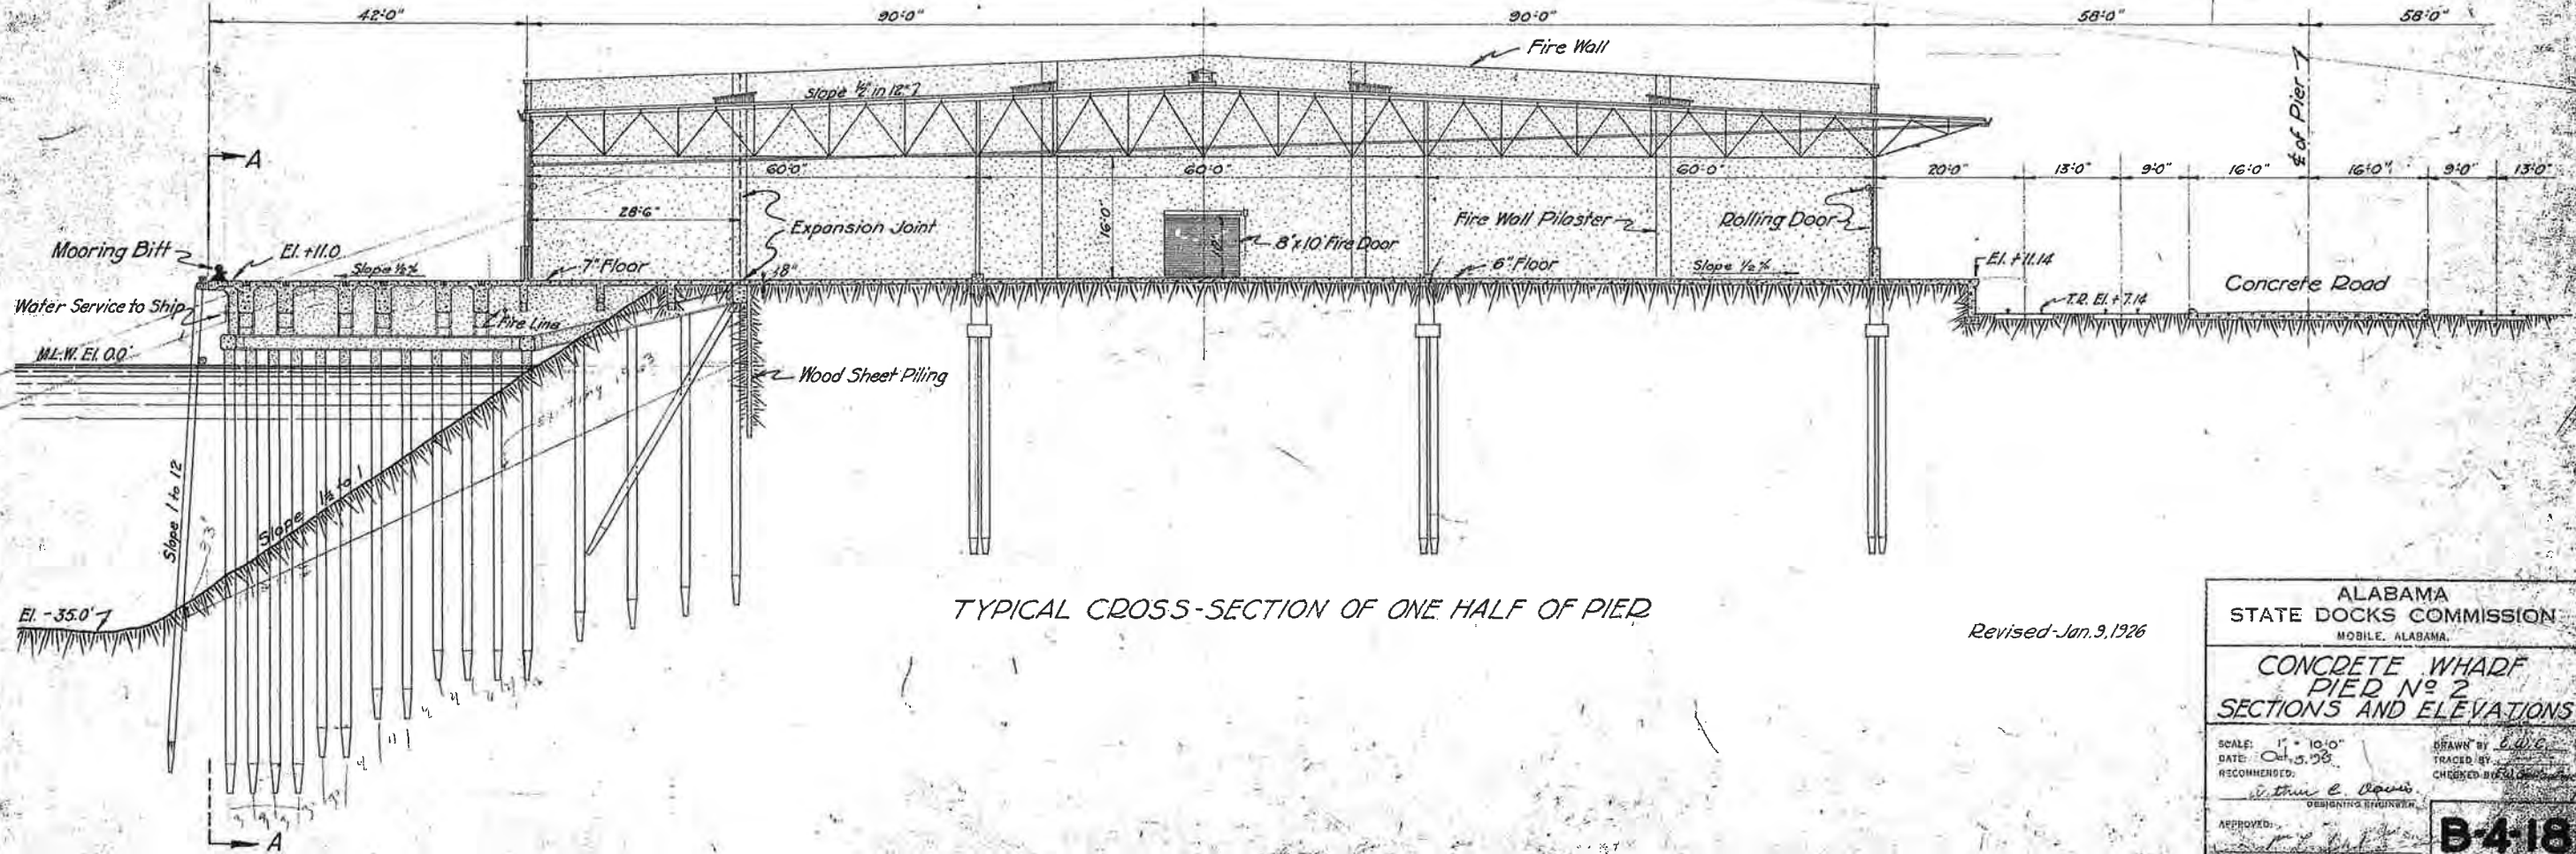 42'-0" 90'-0" 90'-0" 58'-0" 58'-0"
Fire Wall
Slope ½ in 12"
℄ of Pier
A
60'-0" 60'-0" 60'-0" 20'-0" 13'-0" 9'-0" 16'-0" 16'-0" 9'-0" 13'-0"
28'-6"
16'-0"
Expansion Joint
Fire Wall Pilaster
Rolling Door
Mooring Bitt
El. +11.0
8'x10' Fire Door
10'
Slope ½%
7" Floor
18"
6" Floor
Slope ½%
El. +11.14
Concrete Road
Water Service to Ship
Fire Line
T.R. El. +7.14
M.L.W. El. 0.0'
Wood Sheet Piling
existing
Slope 1 to 12
Slope 1½ to 1
El. -35.0'
A
TYPICAL CROSS-SECTION OF ONE HALF OF PIER
Revised-Jan.9,1926
ALABAMA
STATE DOCKS COMMISSION
MOBILE, ALABAMA.
CONCRETE WHARF
PIER Nº 2
SECTIONS AND ELEVATIONS
SCALE: 1" = 10'-0"
DATE: Oct. 5,
RECOMMENDED:
DRAWN BY
TRACED BY
CHECKED BY
Davis
DESIGNING ENGINEER
APPROVED:
B-4-18